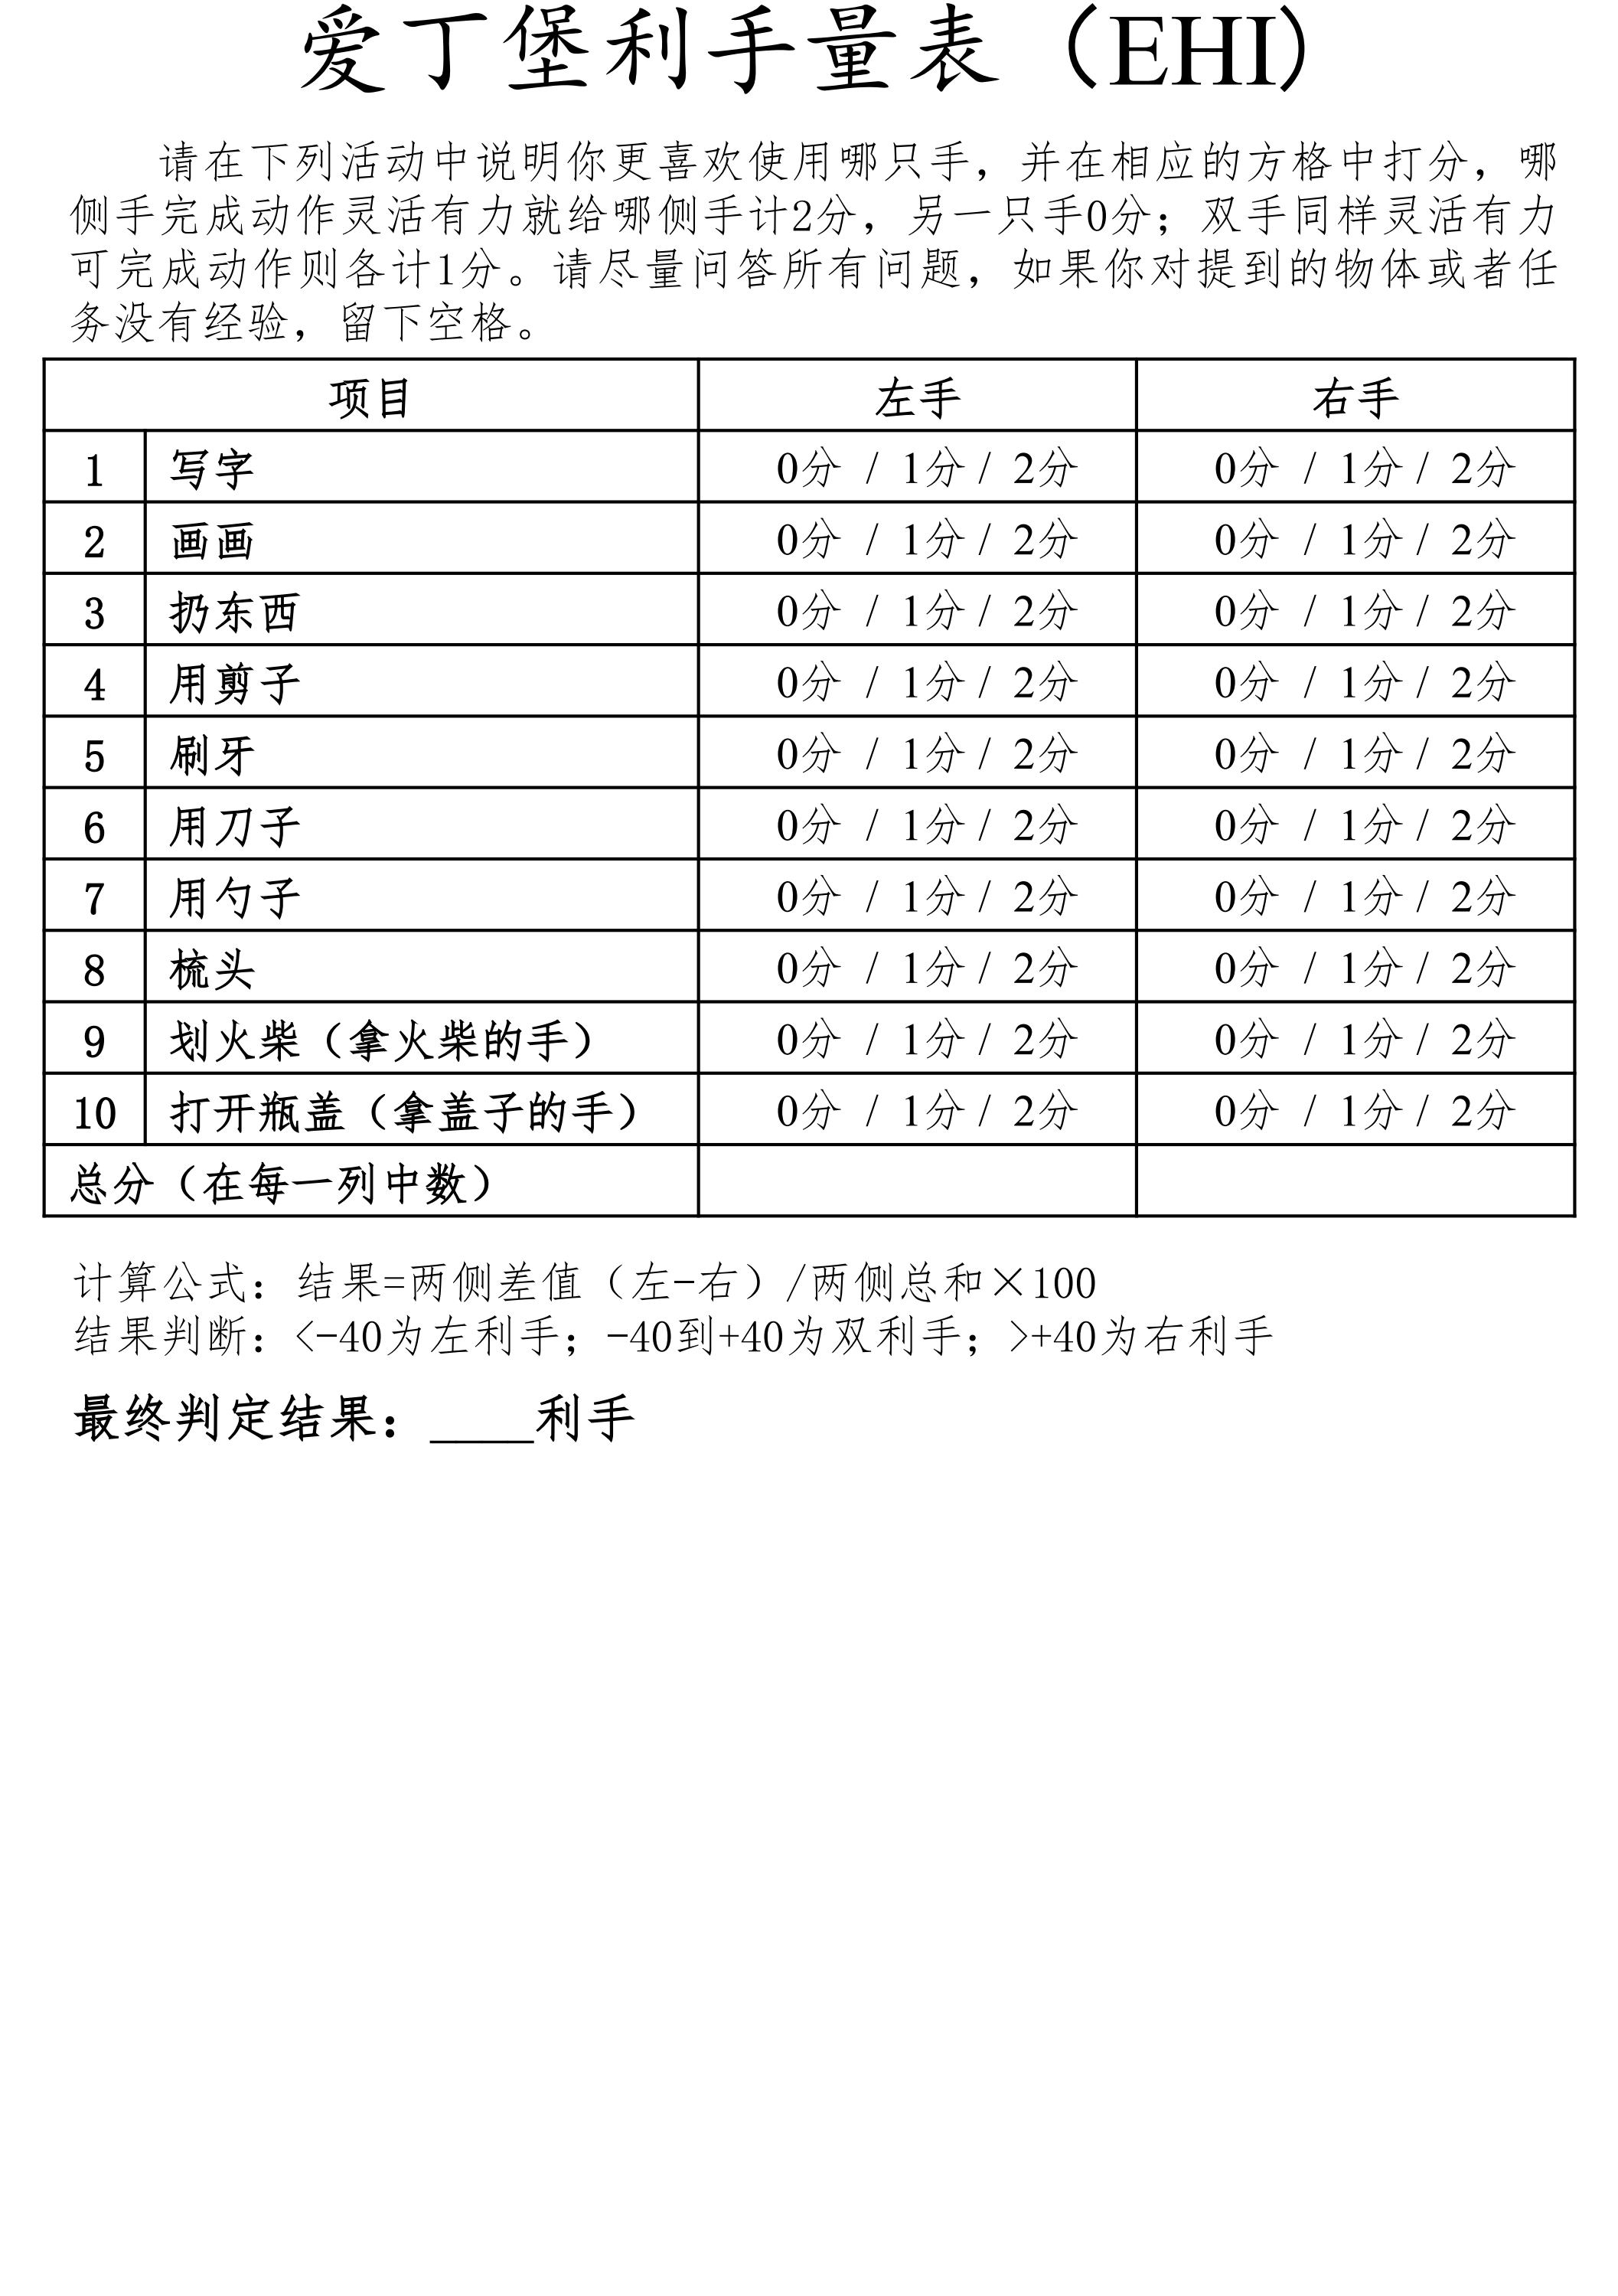 爱丁堡利手量表（EHI）
请在下列活动中说明你更喜欢使用哪只手，并在相应的方格中打分，哪
侧手完成动作灵活有力就给哪侧手计2分，另一只手0分；双手同样灵活有力
可完成动作则各计1分。请尽量问答所有问题，如果你对提到的物体或者任
务没有经验，留下空格。
项目 左手 右手
1 写字 0分 / 1分/ 2分 0分 / 1分/ 2分
2 画画 0分 / 1分/ 2分 0分 / 1分/ 2分
3 扔东西 0分 / 1分/ 2分 0分 / 1分/ 2分
4 用剪子 0分 / 1分/ 2分 0分 / 1分/ 2分
5 刷牙 0分 / 1分/ 2分 0分 / 1分/ 2分
6 用刀子 0分 / 1分/ 2分 0分 / 1分/ 2分
7 用勺子 0分 / 1分/ 2分 0分 / 1分/ 2分
8 梳头 0分 / 1分/ 2分 0分 / 1分/ 2分
9 划火柴（拿火柴的手） 0分 / 1分/ 2分 0分 / 1分/ 2分
10 打开瓶盖（拿盖子的手） 0分 / 1分/ 2分 0分 / 1分/ 2分
总分（在每一列中数）
计算公式：结果=两侧差值（左-右）/两侧总和×100
结果判断：<-40为左利手；-40到+40为双利手；>+40为右利手
最终判定结果：____利手